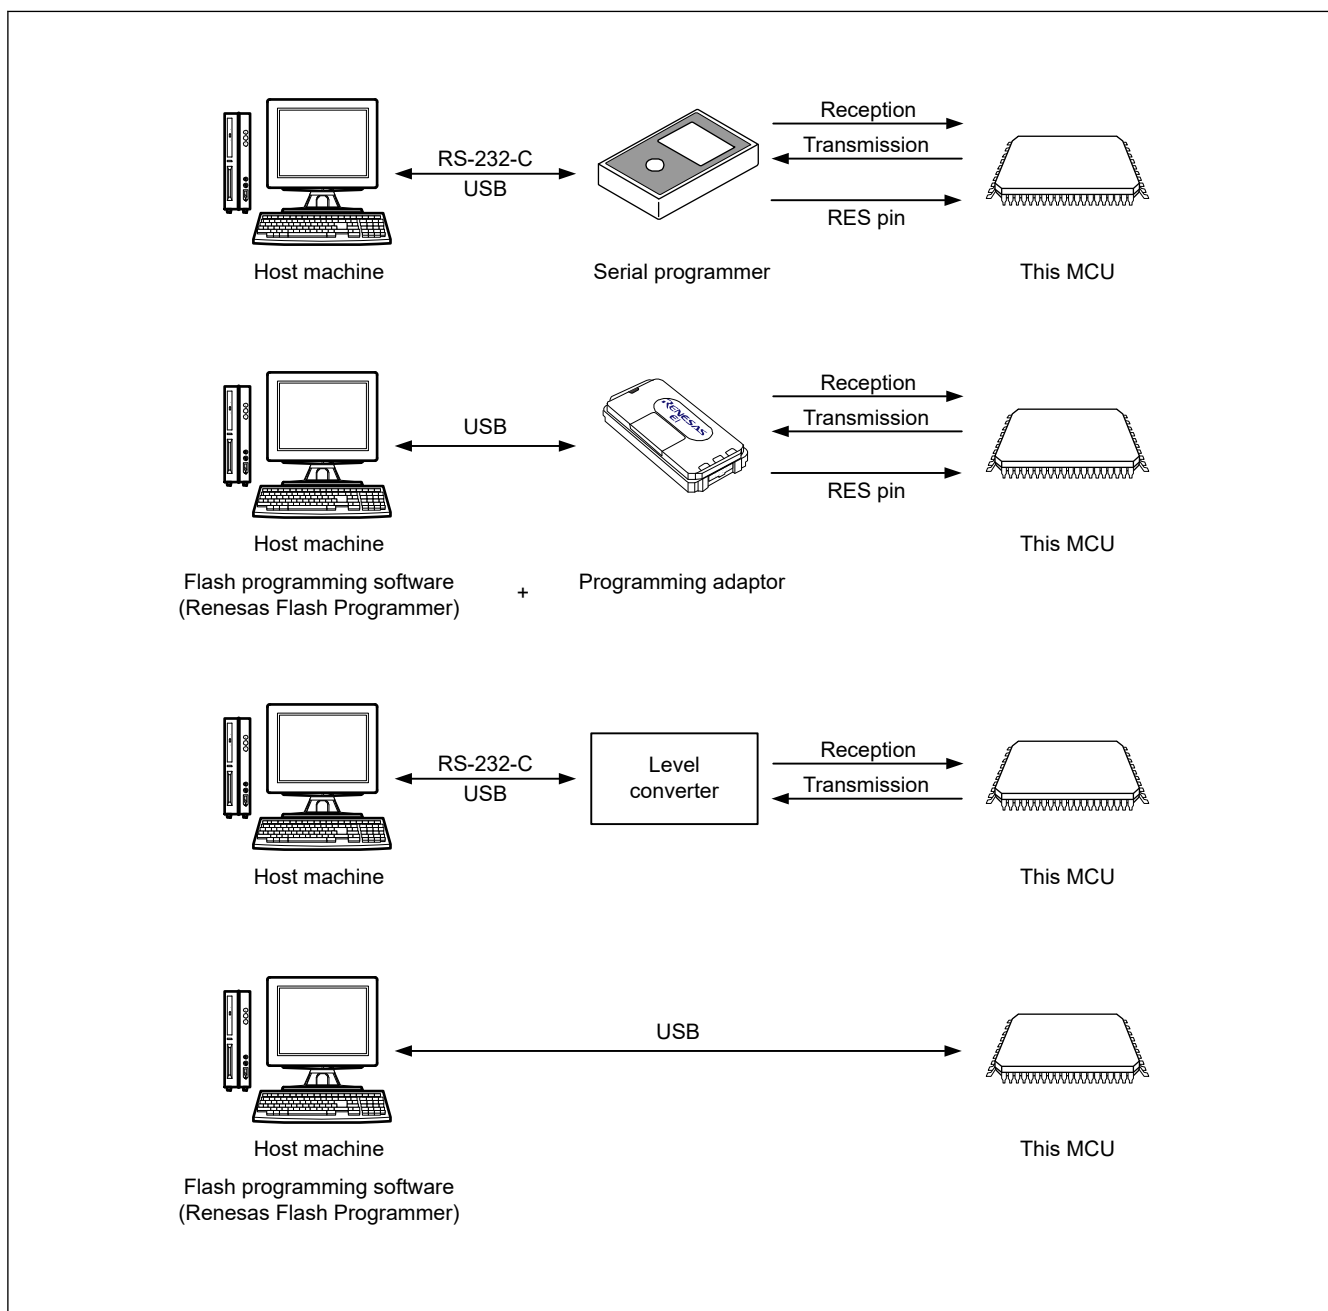 Reception
RS-232-C
Transmission
USB
RES pin
Host machine
Serial programmer
This MCU
Reception
USB
Transmission
RENESAS
E1
RES pin
Host machine
This MCU
Flash programming software
(Renesas Flash Programmer)
+
Programming adaptor
RS-232-C
USB
Level
converter
Reception
Transmission
Host machine
This MCU
USB
Host machine
This MCU
Flash programming software
(Renesas Flash Programmer)